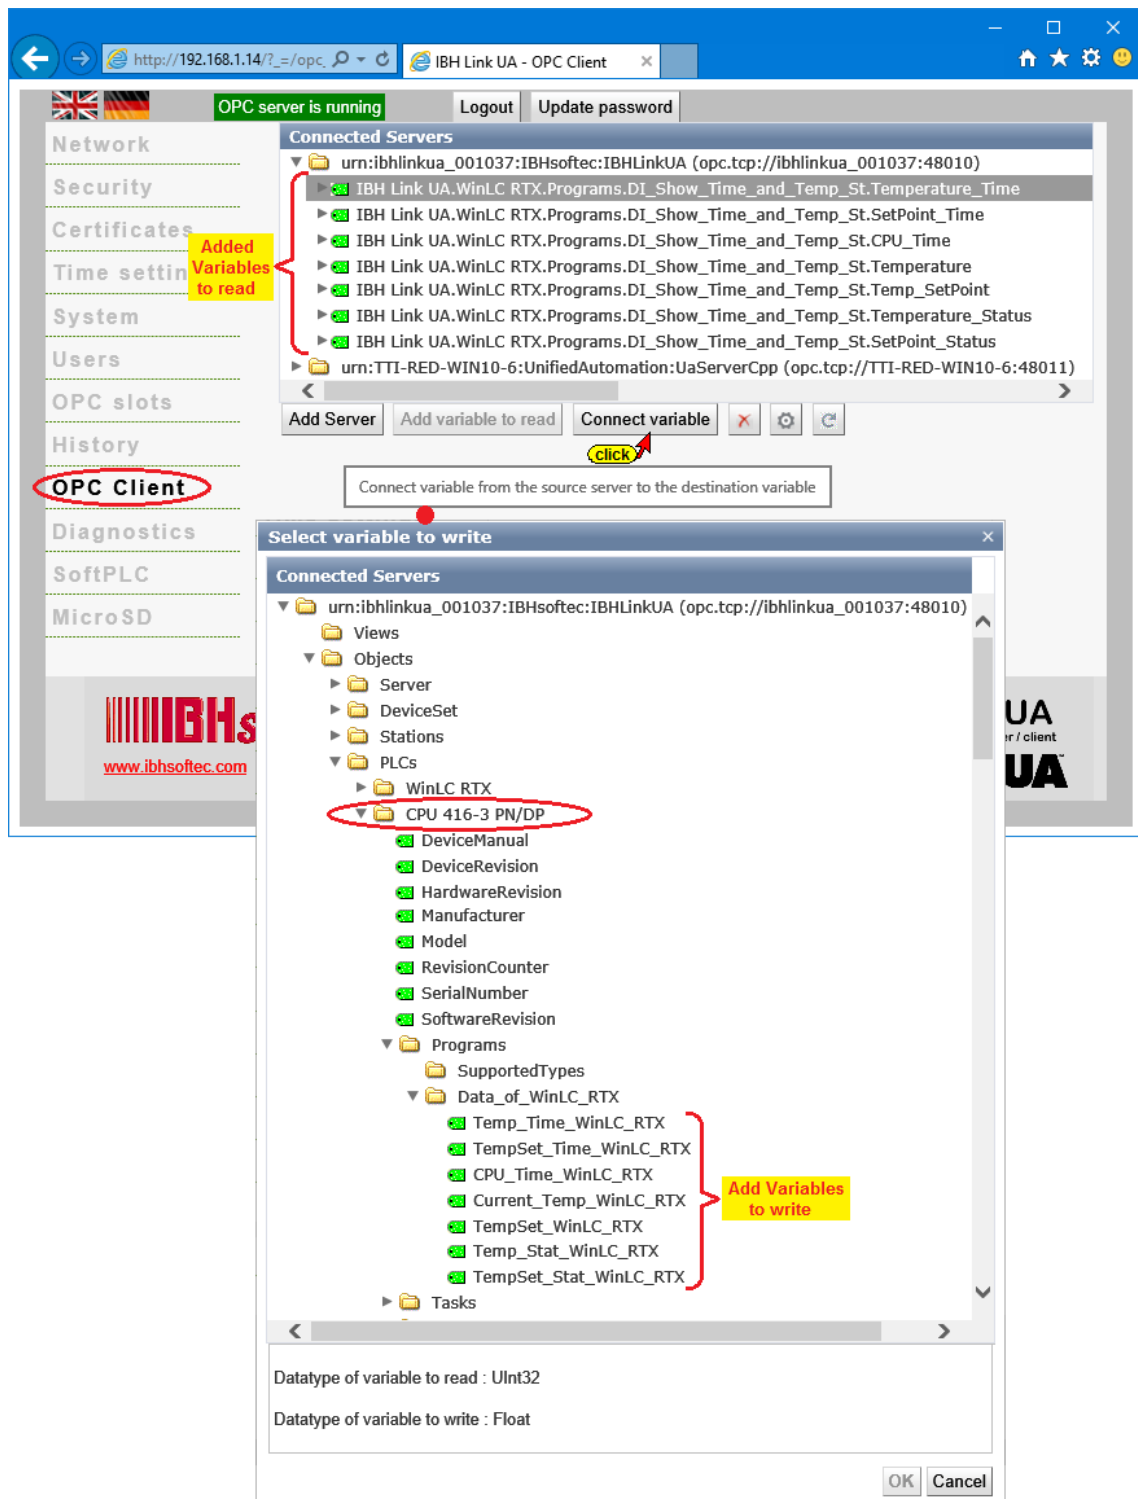 http://192.168.1.14/?_=/opc_
IBH Link UA - OPC Client
OPC server is running
Logout
Update password
Network
Security
Certificates
Time settin
System
Users
OPC slots
History
OPC Client
Diagnostics
SoftPLC
MicroSD
Connected Servers
urn:ibhlinkua_001037:IBHsoftec:IBHLinkUA (opc.tcp://ibhlinkua_001037:48010)
IBH Link UA.WinLC RTX.Programs.DI_Show_Time_and_Temp_St.Temperature_Time
IBH Link UA.WinLC RTX.Programs.DI_Show_Time_and_Temp_St.SetPoint_Time
IBH Link UA.WinLC RTX.Programs.DI_Show_Time_and_Temp_St.CPU_Time
IBH Link UA.WinLC RTX.Programs.DI_Show_Time_and_Temp_St.Temperature
IBH Link UA.WinLC RTX.Programs.DI_Show_Time_and_Temp_St.Temp_SetPoint
IBH Link UA.WinLC RTX.Programs.DI_Show_Time_and_Temp_St.Temperature_Status
IBH Link UA.WinLC RTX.Programs.DI_Show_Time_and_Temp_St.SetPoint_Status
urn:TTI-RED-WIN10-6:UnifiedAutomation:UaServerCpp (opc.tcp://TTI-RED-WIN10-6:48011)
Added
Variables
to read
Add Server
Add variable to read
Connect variable
click
Connect variable from the source server to the destination variable
IBHs
www.ibhsoftec.com
UA
er / client
UA
Select variable to write
Connected Servers
urn:ibhlinkua_001037:IBHsoftec:IBHLinkUA (opc.tcp://ibhlinkua_001037:48010)
Views
Objects
Server
DeviceSet
Stations
PLCs
WinLC RTX
CPU 416-3 PN/DP
DeviceManual
DeviceRevision
HardwareRevision
Manufacturer
Model
RevisionCounter
SerialNumber
SoftwareRevision
Programs
SupportedTypes
Data_of_WinLC_RTX
Temp_Time_WinLC_RTX
TempSet_Time_WinLC_RTX
CPU_Time_WinLC_RTX
Current_Temp_WinLC_RTX
TempSet_WinLC_RTX
Temp_Stat_WinLC_RTX
TempSet_Stat_WinLC_RTX
Add Variables
to write
Tasks
Datatype of variable to read : UInt32
Datatype of variable to write : Float
OK
Cancel